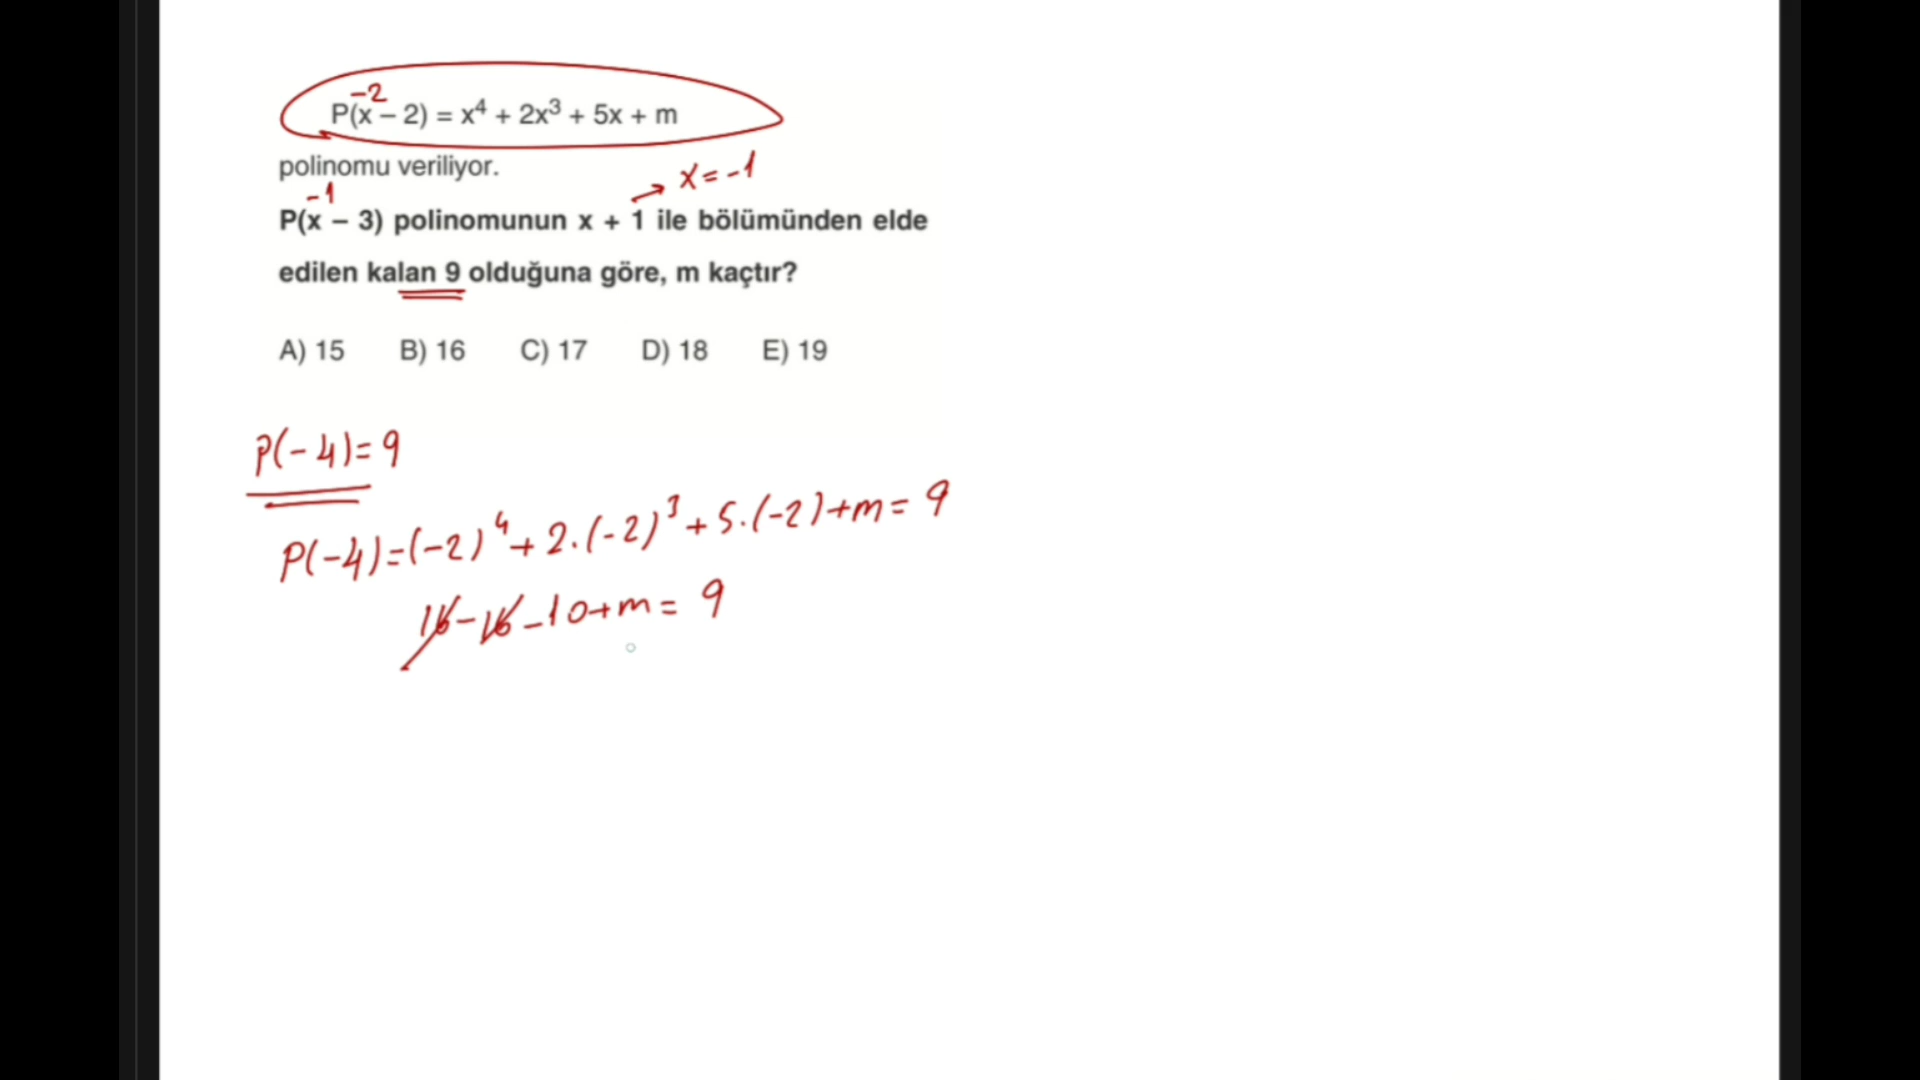 -2
P(x – 2) = x⁴ + 2x³ + 5x + m
polinomu veriliyor.
→ x = -1
-1
P(x – 3) polinomunun x + 1 ile bölümünden elde
edilen kalan 9 olduğuna göre, m kaçtır?
A) 15 B) 16 C) 17 D) 18 E) 19
P(-4)=9
P(-4)=(-2)⁴+2.(-2)³+5.(-2)+m=9
16-16-10+m=9